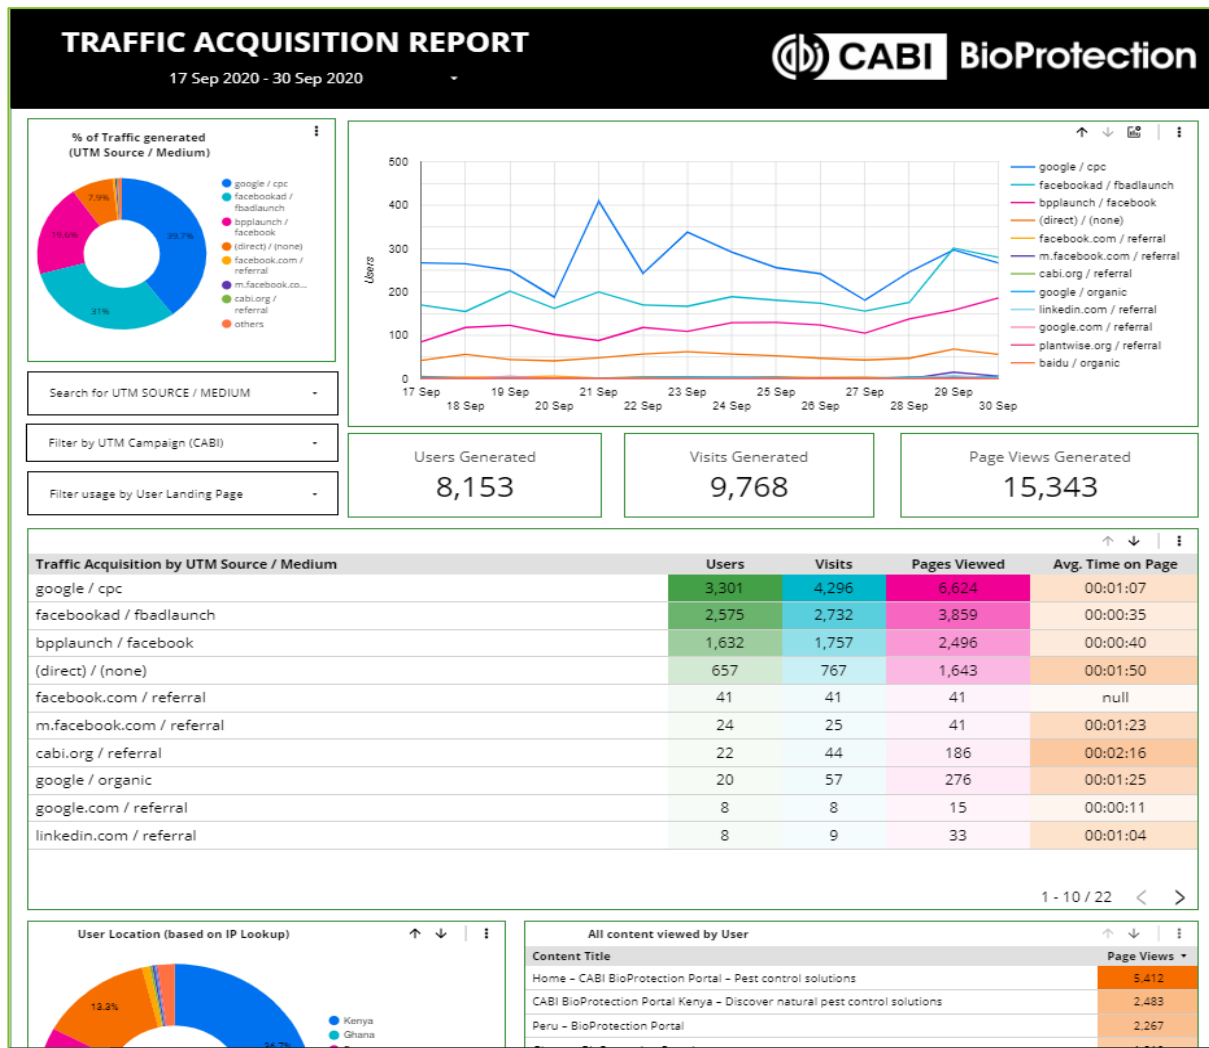 TRAFFIC ACQUISITION REPORT
17 Sep 2020 - 30 Sep 2020
CABI BioProtection
% of Traffic generated
(UTM Source / Medium)
7.9%
19.6%
39.7%
31%
google / cpc
facebookad /
fbadlaunch
bpplaunch /
facebook
(direct) / (none)
facebook.com /
referral
m.facebook.co...
cabi.org /
referral
others
Search for UTM SOURCE / MEDIUM
Filter by UTM Campaign (CABI)
Filter usage by User Landing Page
Users
500
400
300
200
100
0
17 Sep 19 Sep 21 Sep 23 Sep 25 Sep 27 Sep 29 Sep
18 Sep 20 Sep 22 Sep 24 Sep 26 Sep 28 Sep 30 Sep
google / cpc
facebookad / fbadlaunch
bpplaunch / facebook
(direct) / (none)
facebook.com / referral
m.facebook.com / referral
cabi.org / referral
google / organic
linkedin.com / referral
google.com / referral
plantwise.org / referral
baidu / organic
Users Generated
8,153
Visits Generated
9,768
Page Views Generated
15,343
Traffic Acquisition by UTM Source / Medium Users Visits Pages Viewed Avg. Time on Page
google / cpc 3,301 4,296 6,624 00:01:07
facebookad / fbadlaunch 2,575 2,732 3,859 00:00:35
bpplaunch / facebook 1,632 1,757 2,496 00:00:40
(direct) / (none) 657 767 1,643 00:01:50
facebook.com / referral 41 41 41 null
m.facebook.com / referral 24 25 41 00:01:23
cabi.org / referral 22 44 186 00:02:16
google / organic 20 57 276 00:01:25
google.com / referral 8 8 15 00:00:11
linkedin.com / referral 8 9 33 00:01:04
1 - 10 / 22
User Location (based on IP Lookup)
13.3%
36.7%
Kenya
Ghana
All content viewed by User
Content Title Page Views
Home – CABI BioProtection Portal – Pest control solutions 5,412
CABI BioProtection Portal Kenya – Discover natural pest control solutions 2,483
Peru – BioProtection Portal 2,267